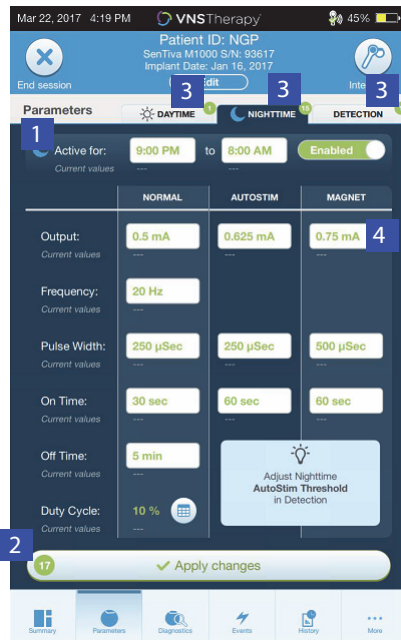 Mar 22, 2017 4:19 PM VNSTherapy 45%
Patient ID: NGP
SenTiva M1000 S/N: 93617
Implant Date: Jan 16, 2017
End session
Parameters 3 DAYTIME 1 3 NIGHTTIME 15 3 DETECTION
1 Active for: 9:00 PM to 8:00 AM Enabled
Current values --- ---
NORMAL AUTOSTIM MAGNET
Output: 0.5 mA 0.625 mA 0.75 mA 4
Current values --- --- ---
Frequency: 20 Hz
Current values ---
Pulse Width: 250 µSec 250 µSec 500 µSec
Current values --- --- ---
On Time: 30 sec 60 sec 60 sec
Current values --- --- ---
Off Time: 5 min
Current values ---
Adjust Nighttime
AutoStim Threshold
in Detection
Duty Cycle: 10 %
Current values ---
2
17 Apply changes
Summary Parameters Diagnostics Events History More